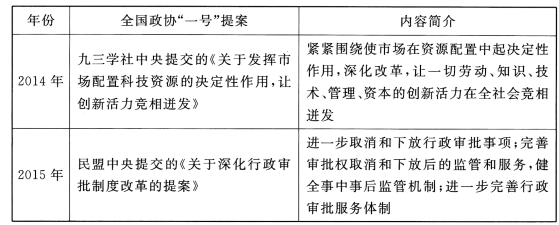 年份
全国政协“一号”提案
内容简介
2014 年
九三学社中央提交的《关于发挥市
场配置科技资源的决定性作用,让
创新活力竞相迸发》
紧紧围绕使市场在资源配置中起决定性
作用,深化改革,让一切劳动、知识、技
术、管理、资本的创新活力在全社会竞相
迸发
2015 年
民盟中央提交的《关于深化行政审
批制度改革的提案》
进一步取消和下放行政审批事项;完善
审批权取消和下放后的监管和服务,健
全事中事后监管机制;进一步完善行政
审批服务体制